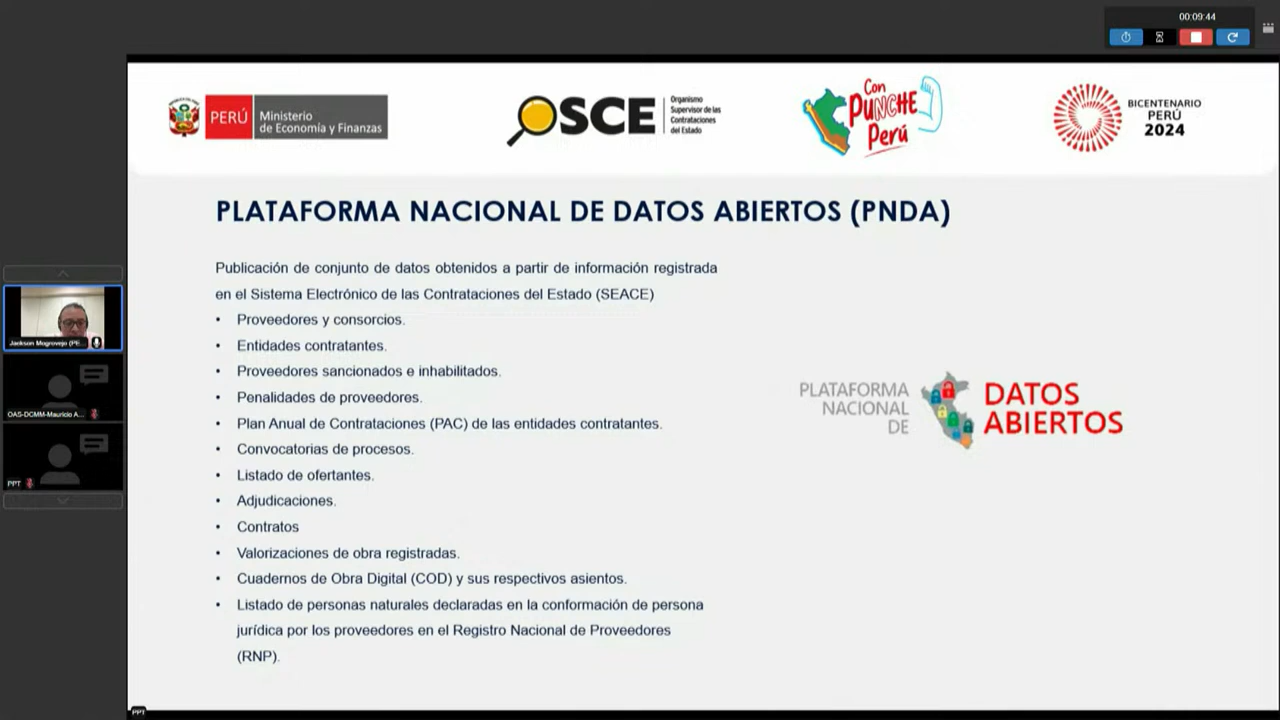 00:09:44
PERÚ
Ministerio
de Economía y Finanzas
OSCE
Organismo
Supervisor de las
Contrataciones
del Estado
Con
PUNCHE
Perú
BICENTENARIO
PERÚ
2024
PLATAFORMA NACIONAL DE DATOS ABIERTOS (PNDA)
Publicación de conjunto de datos obtenidos a partir de información registrada
en el Sistema Electrónico de las Contrataciones del Estado (SEACE)
• Proveedores y consorcios.
• Entidades contratantes.
• Proveedores sancionados e inhabilitados.
• Penalidades de proveedores.
• Plan Anual de Contrataciones (PAC) de las entidades contratantes.
• Convocatorias de procesos.
• Listado de ofertantes.
• Adjudicaciones.
• Contratos
• Valorizaciones de obra registradas.
• Cuadernos de Obra Digital (COD) y sus respectivos asientos.
• Listado de personas naturales declaradas en la conformación de persona
jurídica por los proveedores en el Registro Nacional de Proveedores
(RNP).
PLATAFORMA
NACIONAL
DE
DATOS
ABIERTOS
Jackson Mogrovejo (PE...
OAS-DCMM-Mauricio A...
PPT
PPT